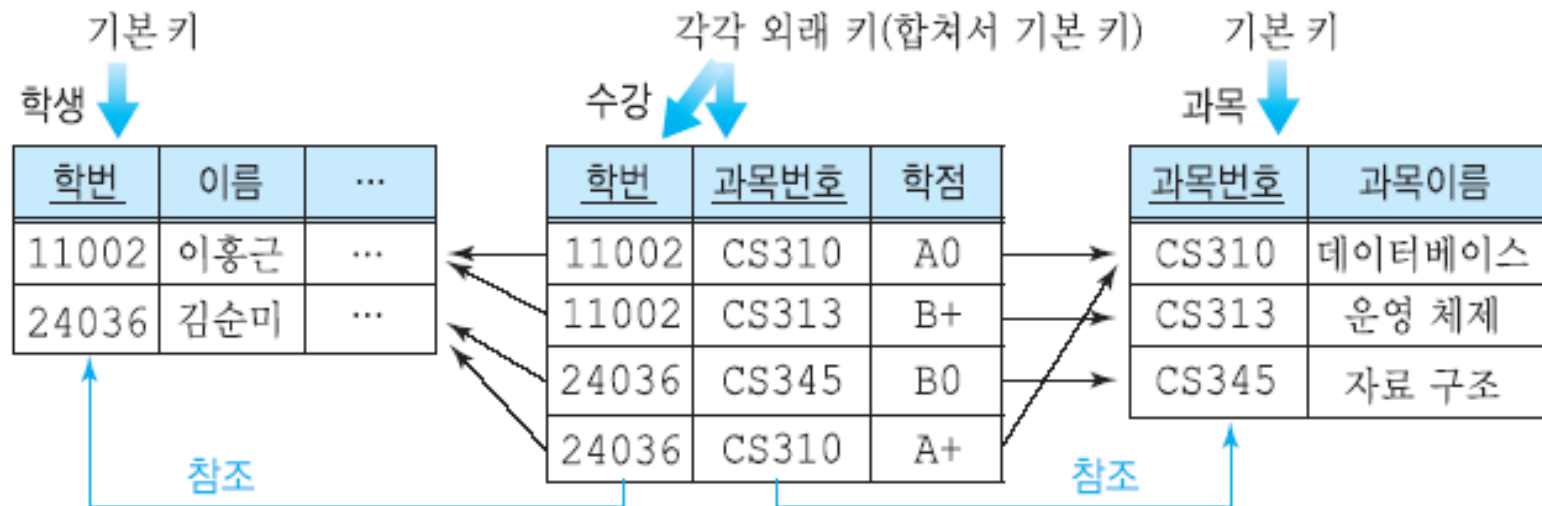 기본 키
각각 외래 키(합쳐서 기본 키)
기본 키
학생
수강
과목
학번 이름 …
11002 이홍근 …
24036 김순미 …
학번 과목번호 학점
11002 CS310 A0
11002 CS313 B+
24036 CS345 B0
24036 CS310 A+
과목번호 과목이름
CS310 데이터베이스
CS313 운영 체제
CS345 자료 구조
참조
참조